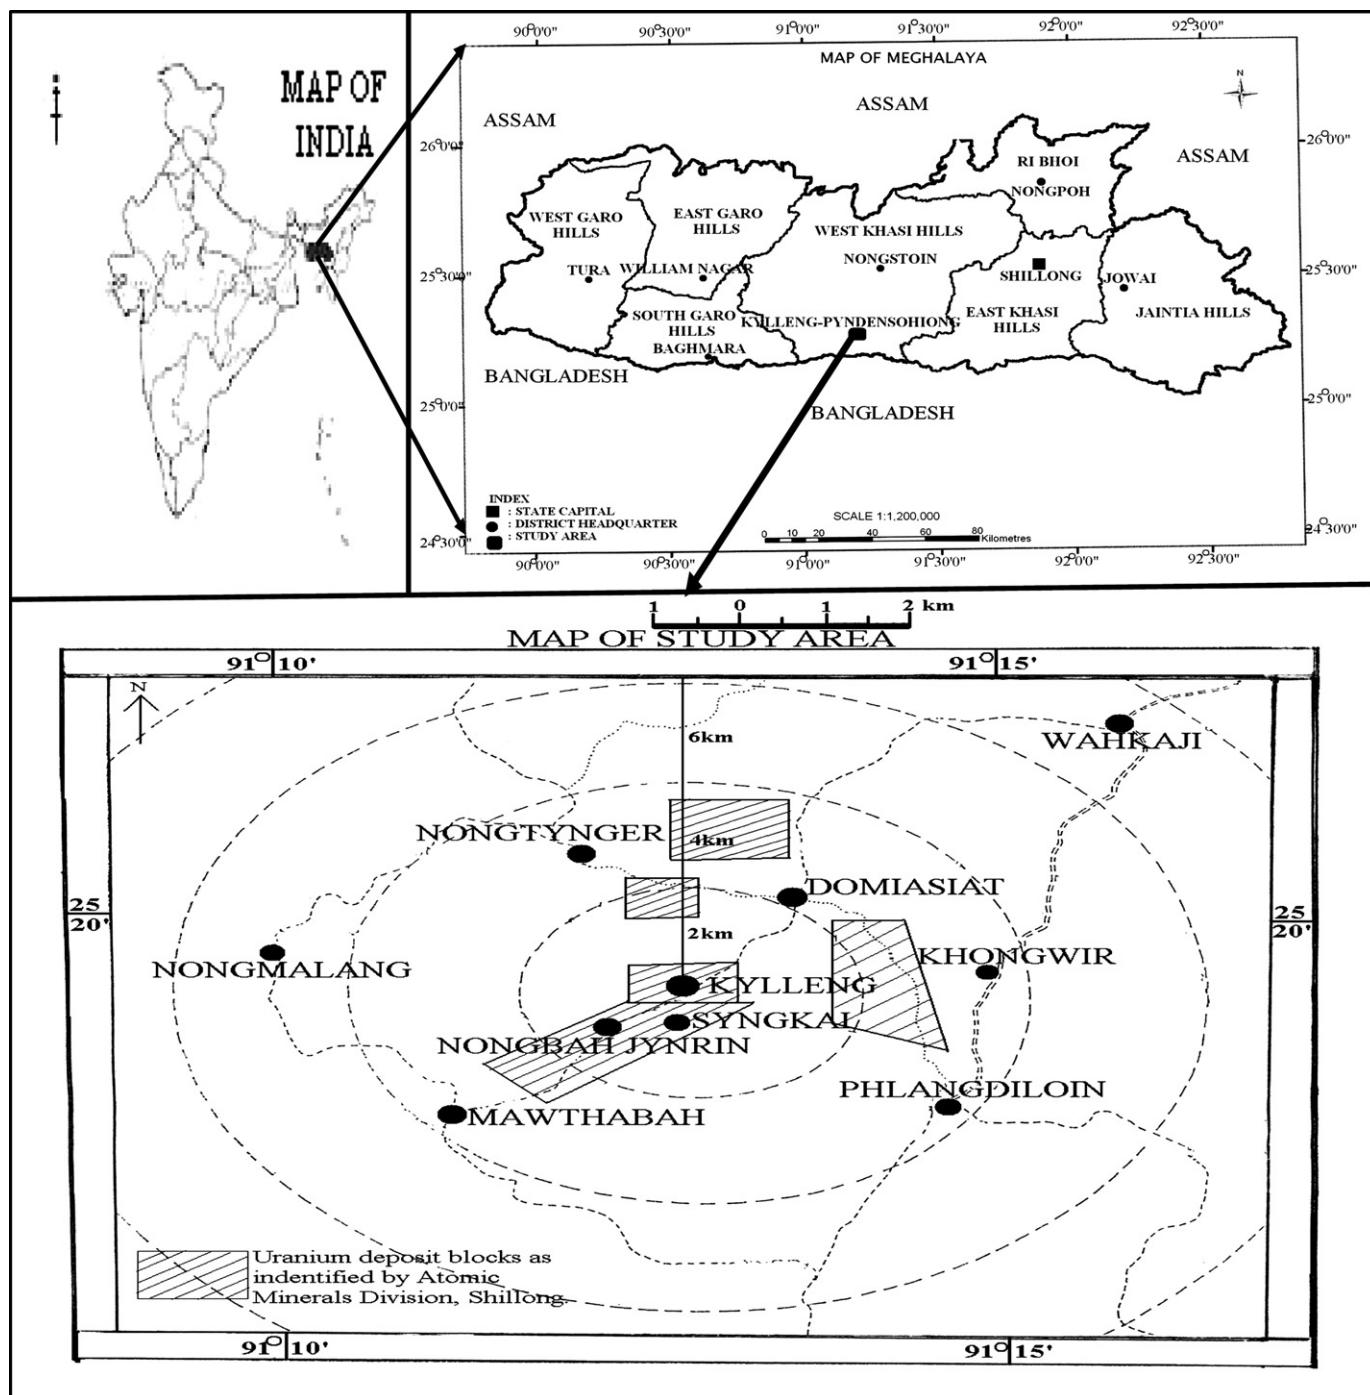 MAP OF
INDIA
90°0'0"
90°30'0"
91°0'0"
91°30'0"
92°0'0"
92°30'0"
MAP OF MEGHALAYA
N
ASSAM
ASSAM
ASSAM
26°0'0"
26°0'0"
RI BHOI
NONGPOH
WEST GARO
HILLS
EAST GARO
HILLS
WEST KHASI HILLS
TURA
WILLIAM NAGAR
NONGSTOIN
SHILLONG
JOWAI
25°30'0"
25°30'0"
SOUTH GARO
HILLS
BAGHMARA
KYLLENG-PYNDENSOHIONG
EAST KHASI
HILLS
JAINTIA HILLS
BANGLADESH
BANGLADESH
25°0'0"
25°0'0"
INDEX
: STATE CAPITAL
: DISTRICT HEADQUARTER
: STUDY AREA
SCALE 1:1,200,000
0 10 20 40 60 80
Kilometres
24°30'0"
24°30'0"
90°0'0"
90°30'0"
91°0'0"
91°30'0"
92°0'0"
92°30'0"
1 0 1 2 km
MAP OF STUDY AREA
91° 10'
91° 15'
N
6km
WAHKAJI
NONGTYNGER
4km
DOMIASIAT
25
20'
25
20'
2km
NONGMALANG
KHONGWIR
KYLLENG
SYNGKAI
NONGBAH JYNRIN
PHLANGDILOIN
MAWTHABAH
Uranium deposit blocks as
indentified by Atomic
Minerals Division, Shillong.
91° 10'
91° 15'